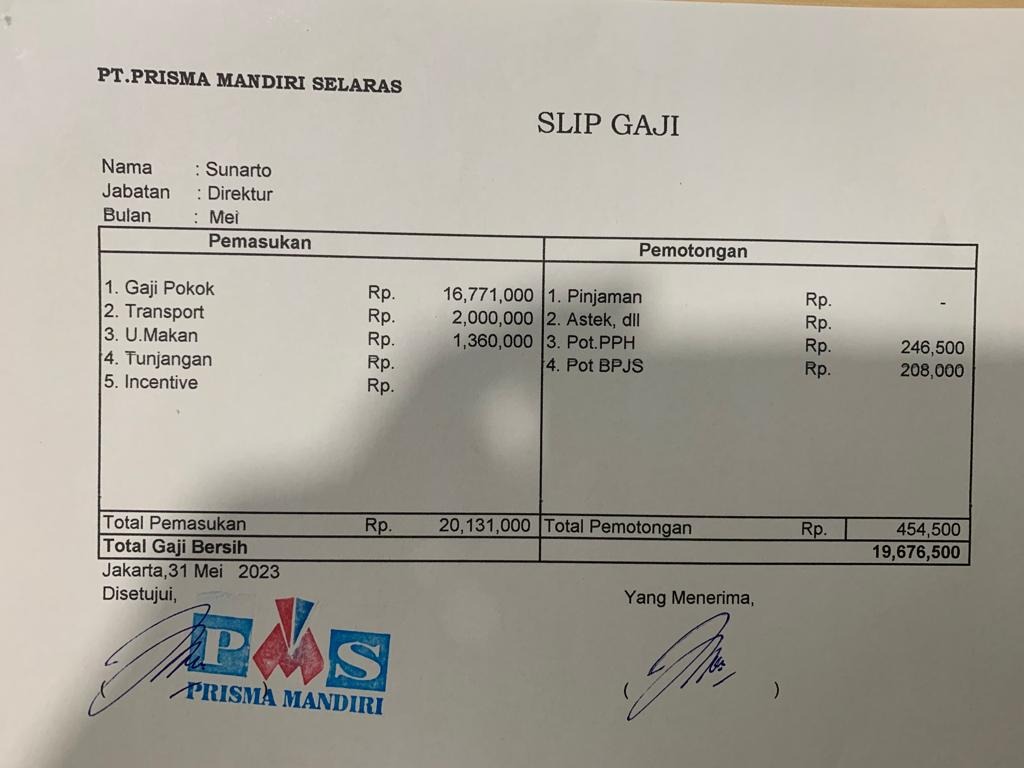 PT.PRISMA MANDIRI SELARAS
SLIP GAJI
Nama : Sunarto
Jabatan : Direktur
Bulan : Mei
Pemasukan Pemotongan
1. Gaji Pokok Rp. 16,771,000 1. Pinjaman Rp. -
2. Transport Rp. 2,000,000 2. Astek, dll Rp.
3. U.Makan Rp. 1,360,000 3. Pot.PPH Rp. 246,500
4. Tunjangan Rp. 4. Pot BPJS Rp. 208,000
5. Incentive Rp.
Total Pemasukan Rp. 20,131,000 Total Pemotongan Rp. 454,500
Total Gaji Bersih 19,676,500
Jakarta,31 Mei 2023
Disetujui, Yang Menerima,
P M S
PRISMA MANDIRI
( ) ( )